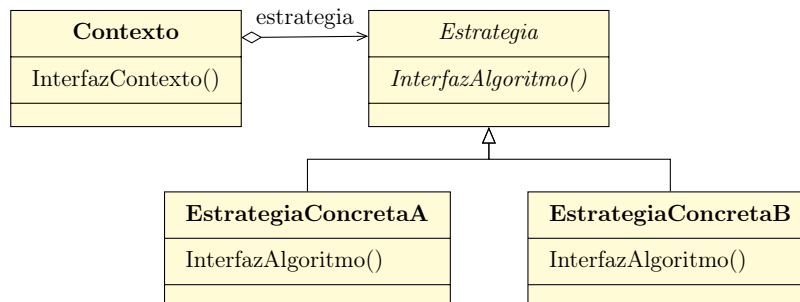 estrategia
Contexto
Estrategia
InterfazContexto()
InterfazAlgoritmo()
EstrategiaConcretaA
EstrategiaConcretaB
InterfazAlgoritmo()
InterfazAlgoritmo()